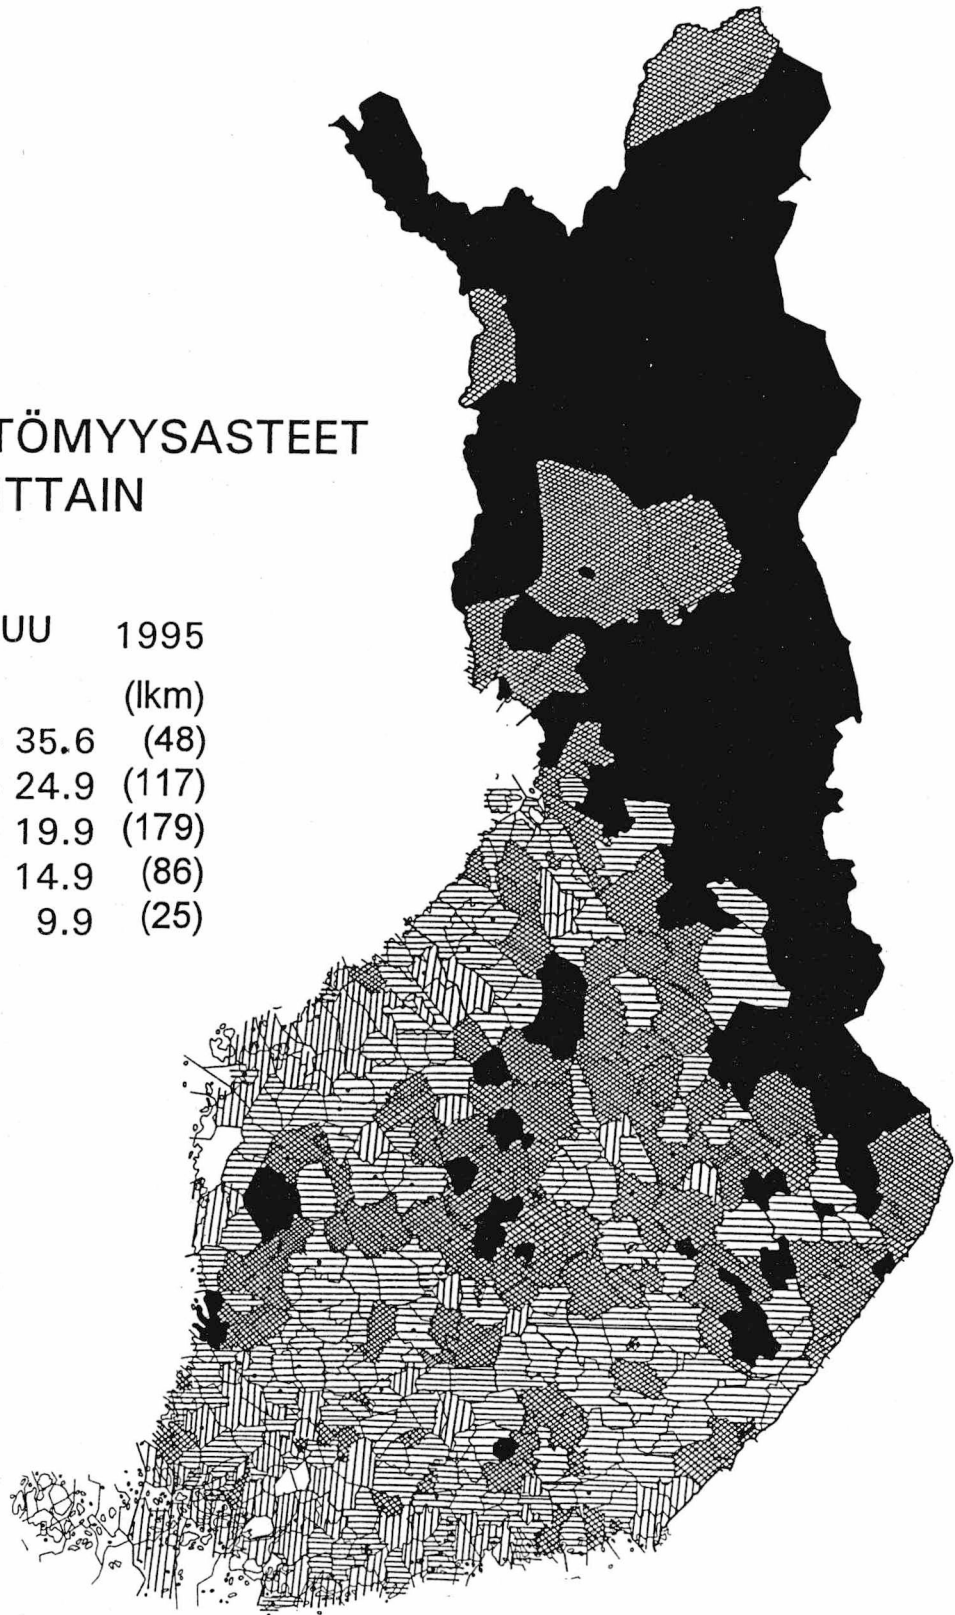 TÖMYYSASTEET
TTAIN
UU 1995
(lkm)
35.6 (48)
24.9 (117)
19.9 (179)
14.9 (86)
9.9 (25)